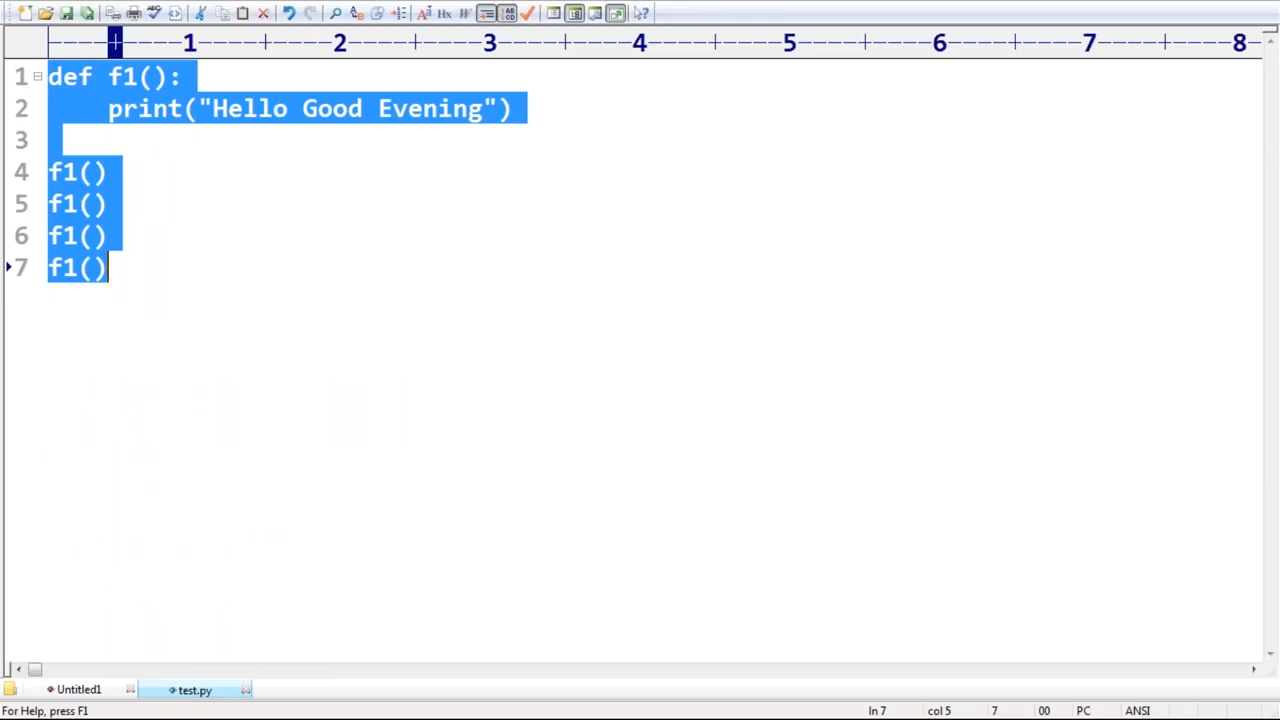 1 2 3 4 5 6 7 8
1 def f1():
2     print("Hello Good Evening")
3
4 f1()
5 f1()
6 f1()
7 f1()
Untitled1 test.py
For Help, press F1 ln 7 col 5 7 00 PC ANSI